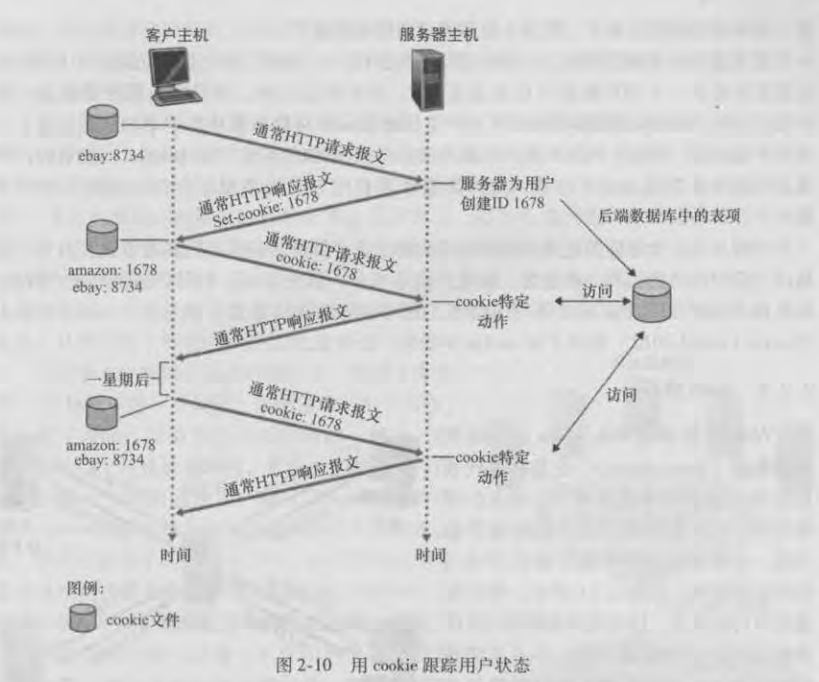 客户主机
服务器主机
通常HTTP请求报文
ebay:8734
服务器为用户
创建ID 1678
后端数据库中的表项
通常HTTP响应报文
Set-cookie: 1678
amazon: 1678
ebay: 8734
通常HTTP请求报文
cookie: 1678
cookie特定
动作
访问
通常HTTP响应报文
一星期后
访问
通常HTTP请求报文
cookie: 1678
amazon: 1678
ebay: 8734
cookie特定
动作
通常HTTP响应报文
时间
时间
图例:
cookie文件
图 2-10 用 cookie 跟踪用户状态